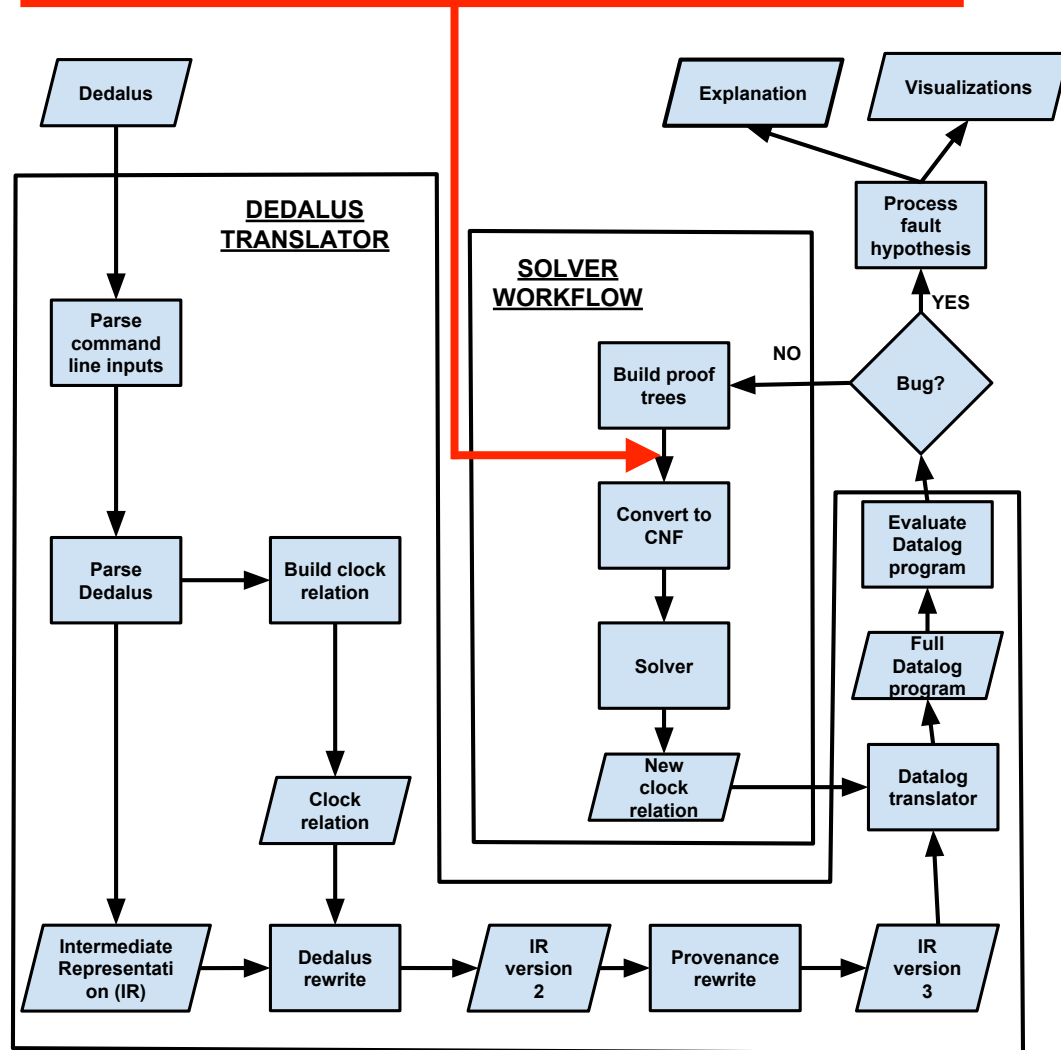 Dedalus
Explanation
Visualizations
DEDALUS
TRANSLATOR
Process
fault
hypothesis
SOLVER
WORKFLOW
YES
Parse
command
line inputs
NO
Build proof
trees
Bug?
Convert to
CNF
Evaluate
Datalog
program
Parse
Dedalus
Build clock
relation
Solver
Full
Datalog
program
New
clock
relation
Datalog
translator
Clock
relation
Intermediate
Representati
on (IR)
Dedalus
rewrite
IR
version
2
Provenance
rewrite
IR
version
3